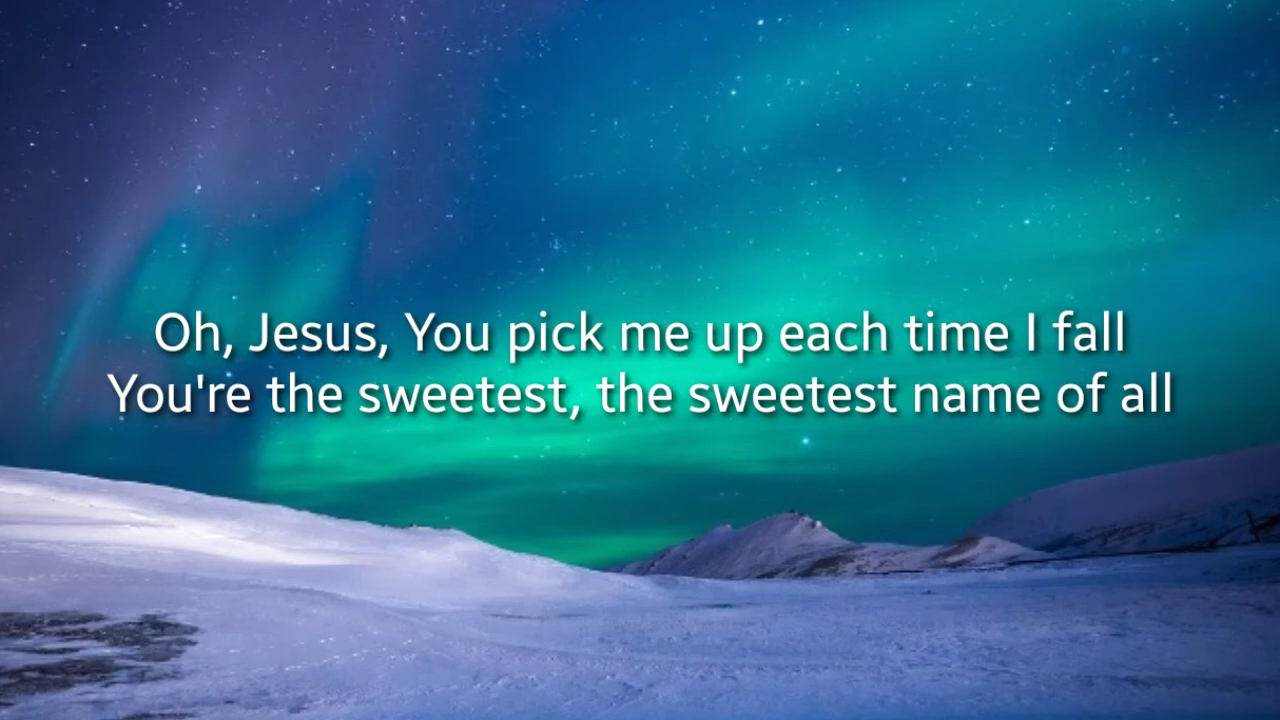 Oh, Jesus, You pick me up each time I fall
You're the sweetest, the sweetest name of all